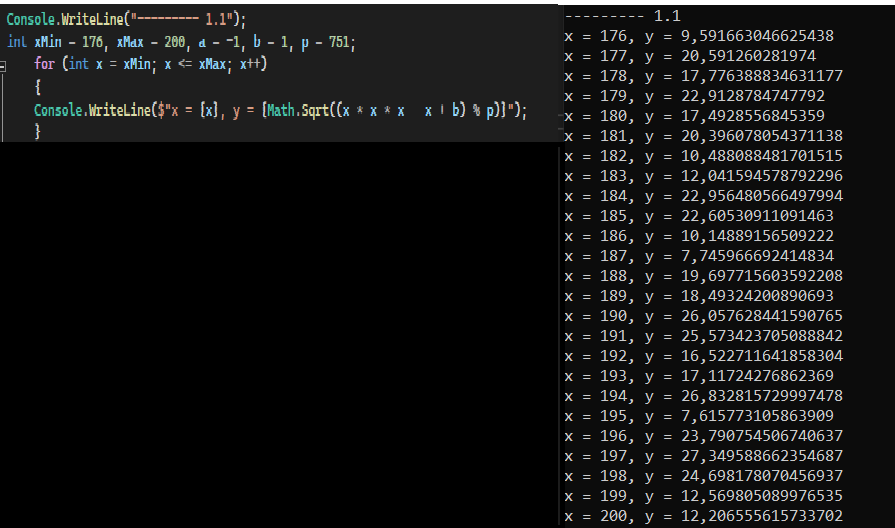 Console.WriteLine("--------- 1.1");
int xMin = 176, xMax = 200, a = -1, b = 1, p = 751;
for (int x = xMin; x <= xMax; x++)
{
Console.WriteLine($"x = {x}, y = {Math.Sqrt((x * x * x x + b) % p)}");
}
--------- 1.1
x = 176, y = 9,591663046625438
x = 177, y = 20,591260281974
x = 178, y = 17,776388834631177
x = 179, y = 22,9128784747792
x = 180, y = 17,4928556845359
x = 181, y = 20,396078054371138
x = 182, y = 10,488088481701515
x = 183, y = 12,041594578792296
x = 184, y = 22,956480566497994
x = 185, y = 22,60530911091463
x = 186, y = 10,14889156509222
x = 187, y = 7,745966692414834
x = 188, y = 19,697715603592208
x = 189, y = 18,49324200890693
x = 190, y = 26,057628441590765
x = 191, y = 25,573423705088842
x = 192, y = 16,522711641858304
x = 193, y = 17,11724276862369
x = 194, y = 26,832815729997478
x = 195, y = 7,615773105863909
x = 196, y = 23,790754506740637
x = 197, y = 27,349588662354687
x = 198, y = 24,698178070456937
x = 199, y = 12,569805089976535
x = 200, y = 12,206555615733702